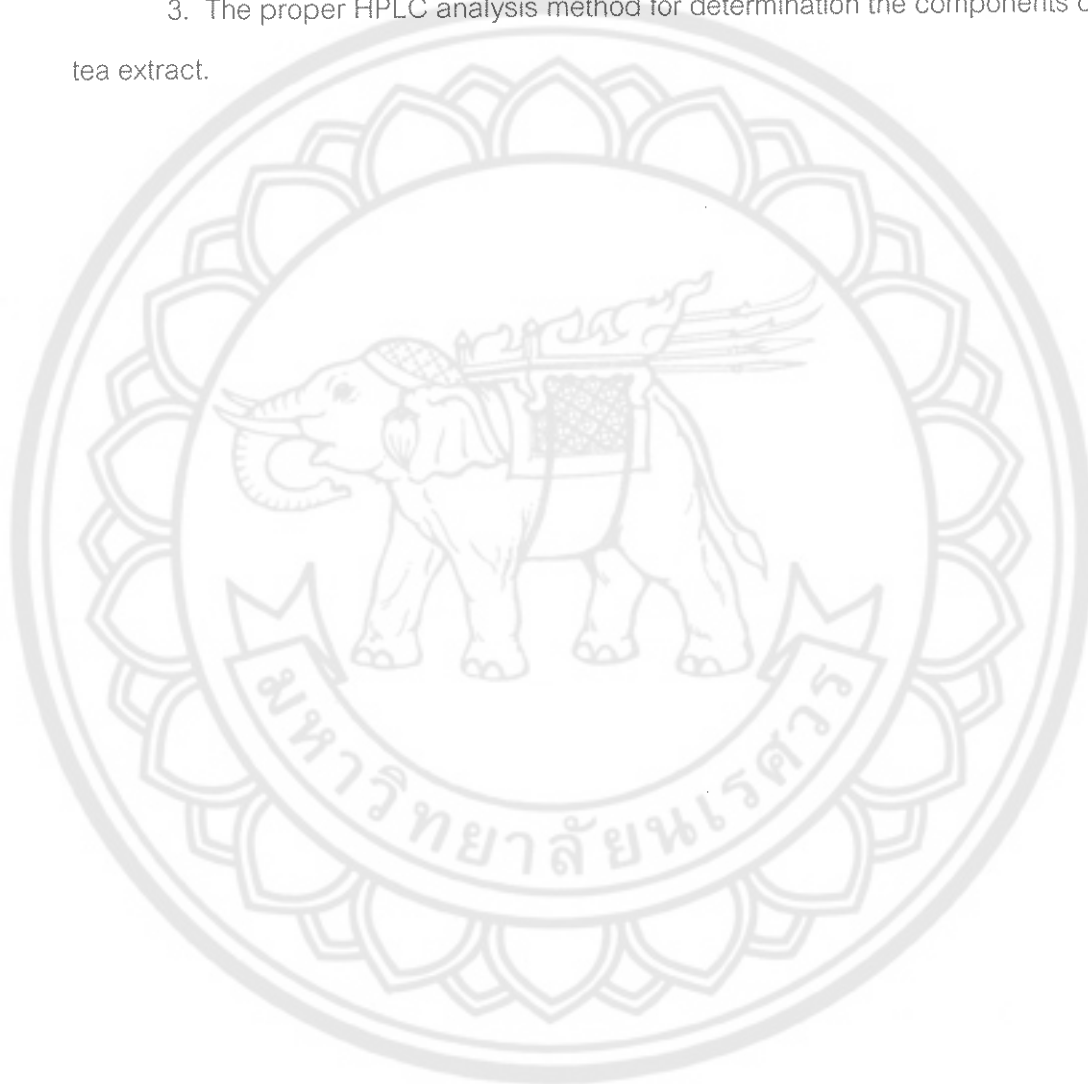 3. The proper HPLC analysis method for determination the components
tea extract.
มหาวิทยาลัยนเรศวร